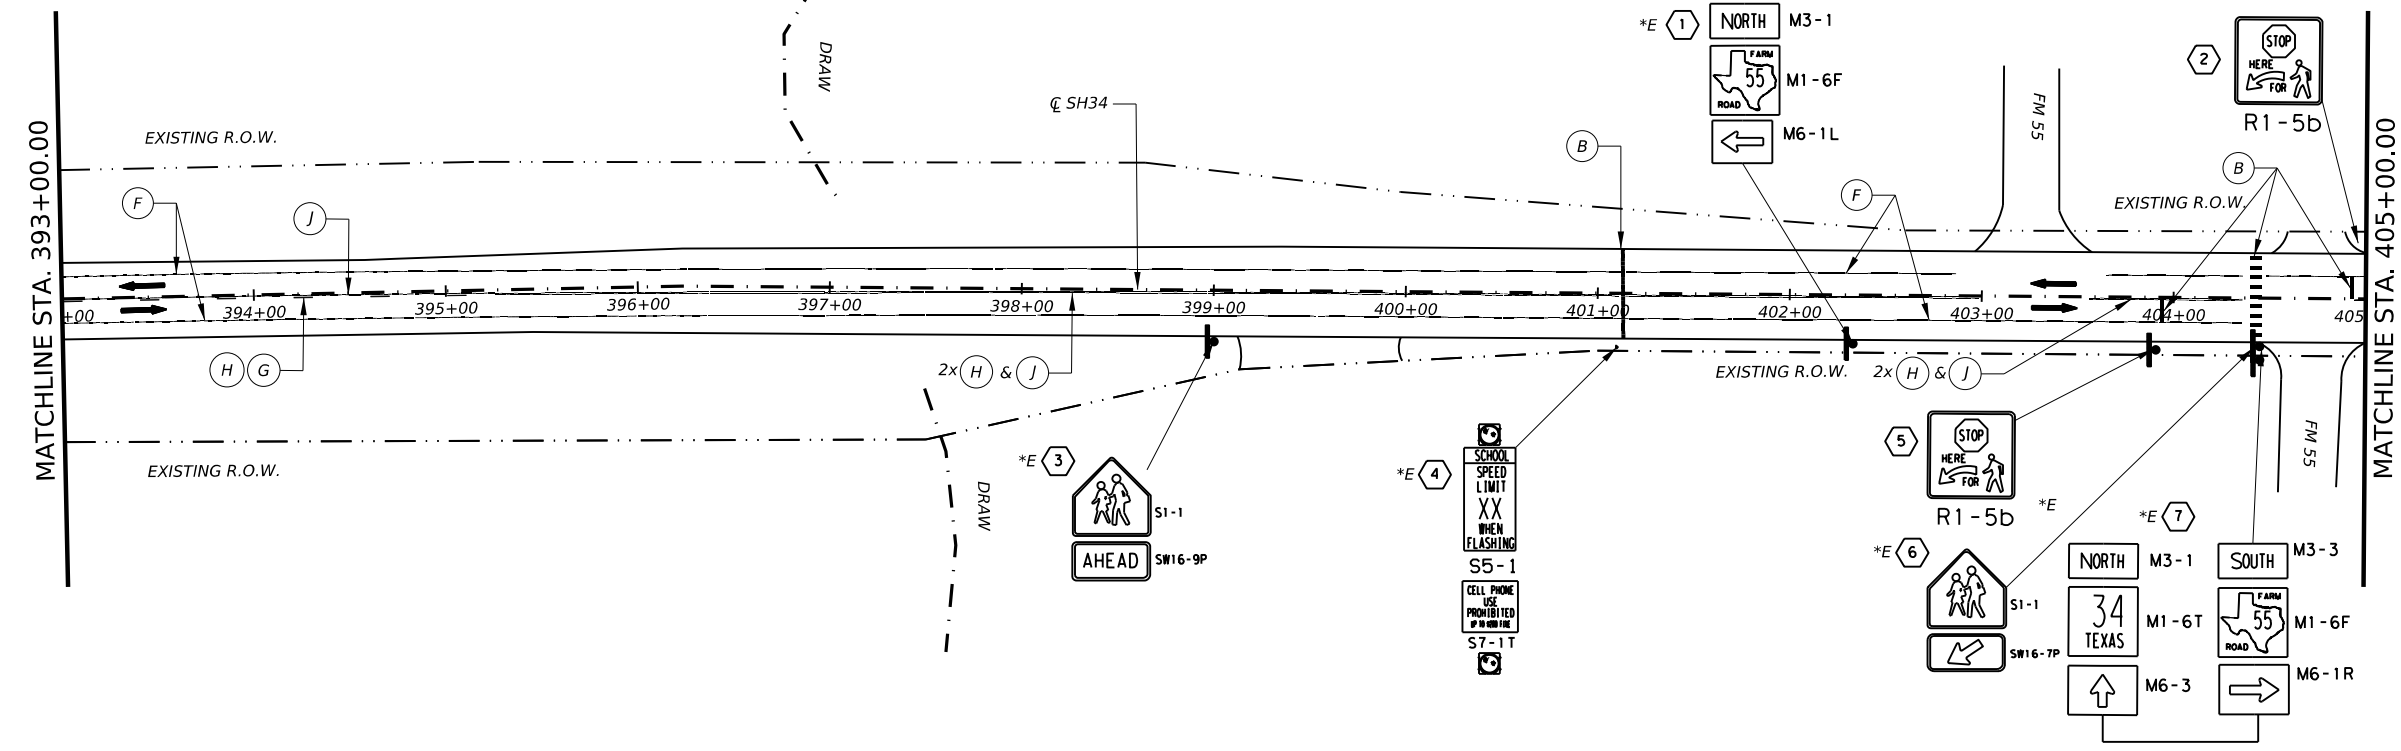 MATCHLINE STA. 393+00.00
EXISTING R.O.W.
DRAW
℄ SH34
*E 1
NORTH
M3-1
FARM
55
ROAD
M1-6F
M6-1L
FM 55
2
STOP
HERE
FOR
R1-5b
B
B
EXISTING R.O.W.
MATCHLINE STA. 405+00.00
F
J
F
+00
394+00
395+00
396+00
397+00
398+00
399+00
400+00
401+00
402+00
403+00
404+00
405
H G
2x H & J
EXISTING R.O.W.
2x H & J
EXISTING R.O.W.
DRAW
*E 3
S1-1
AHEAD
SW16-9P
*E 4
SCHOOL
SPEED
LIMIT
XX
WHEN
FLASHING
S5-1
CELL PHONE
USE
PROHIBITED
UP TO $200 FINE
S7-1T
5
STOP
HERE
FOR
R1-5b
*E
FM 55
*E 6
S1-1
SW16-7P
*E 7
NORTH
M3-1
34
TEXAS
M1-6T
M6-3
SOUTH
M3-3
FARM
55
ROAD
M1-6F
M6-1R